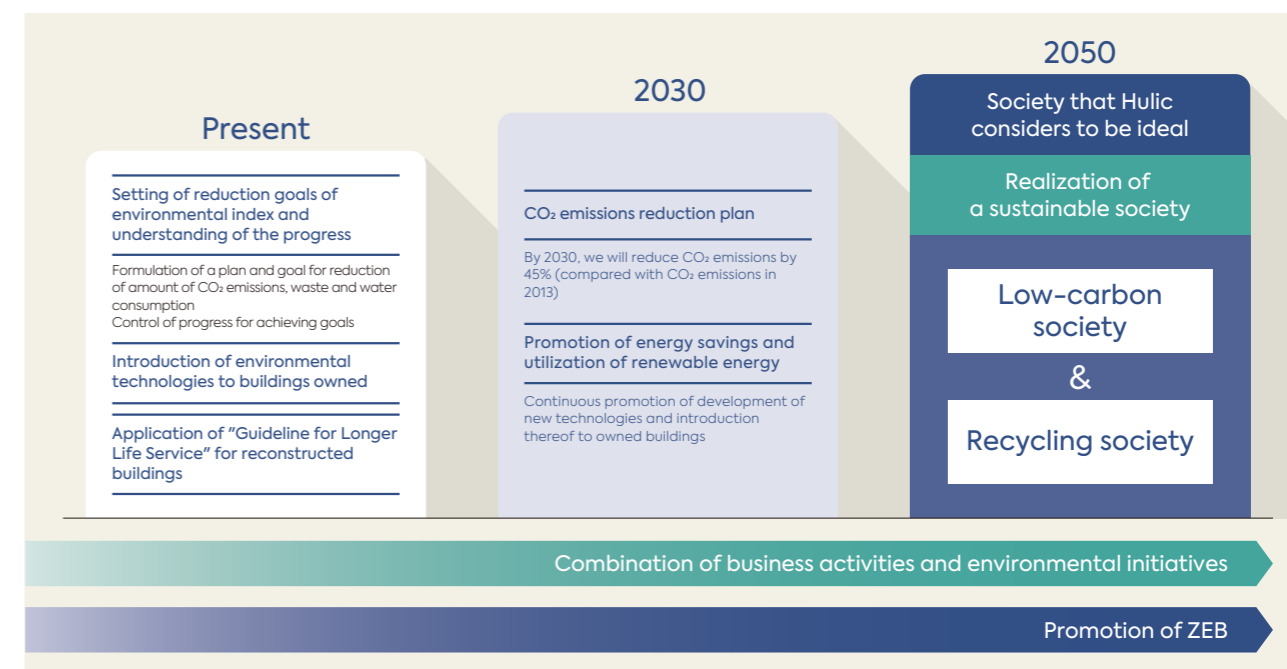 Present
Setting of reduction goals of
environmental index and
understanding of the progress
Formulation of a plan and goal for reduction
of amount of CO₂ emissions, waste and water
consumption
Control of progress for achieving goals
Introduction of environmental
technologies to buildings owned
Application of "Guideline for Longer
Life Service" for reconstructed
buildings
2030
CO₂ emissions reduction plan
By 2030, we will reduce CO₂ emissions by
45% (compared with CO₂ emissions in
2013)
Promotion of energy savings and
utilization of renewable energy
Continuous promotion of development of
new technologies and introduction
thereof to owned buildings
2050
Society that Hulic
considers to be ideal
Realization of
a sustainable society
Low-carbon
society
&
Recycling society
Combination of business activities and environmental initiatives
Promotion of ZEB